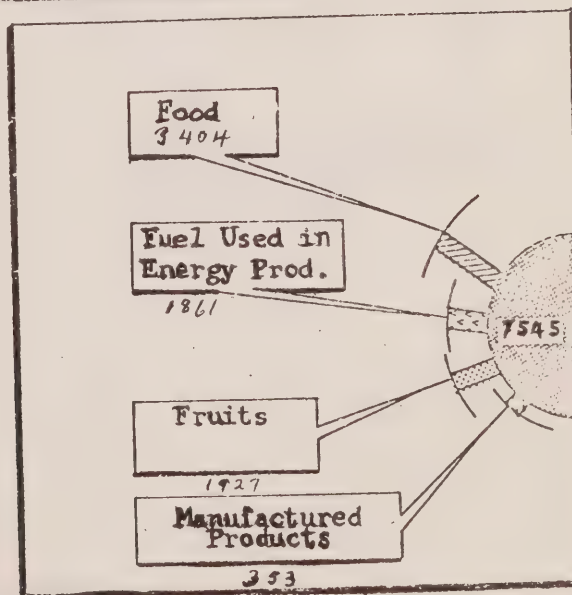 Food
3404
Fuel Used in
Energy Prod.
1861
7545
Fruits
1927
Manufactured
Products
353